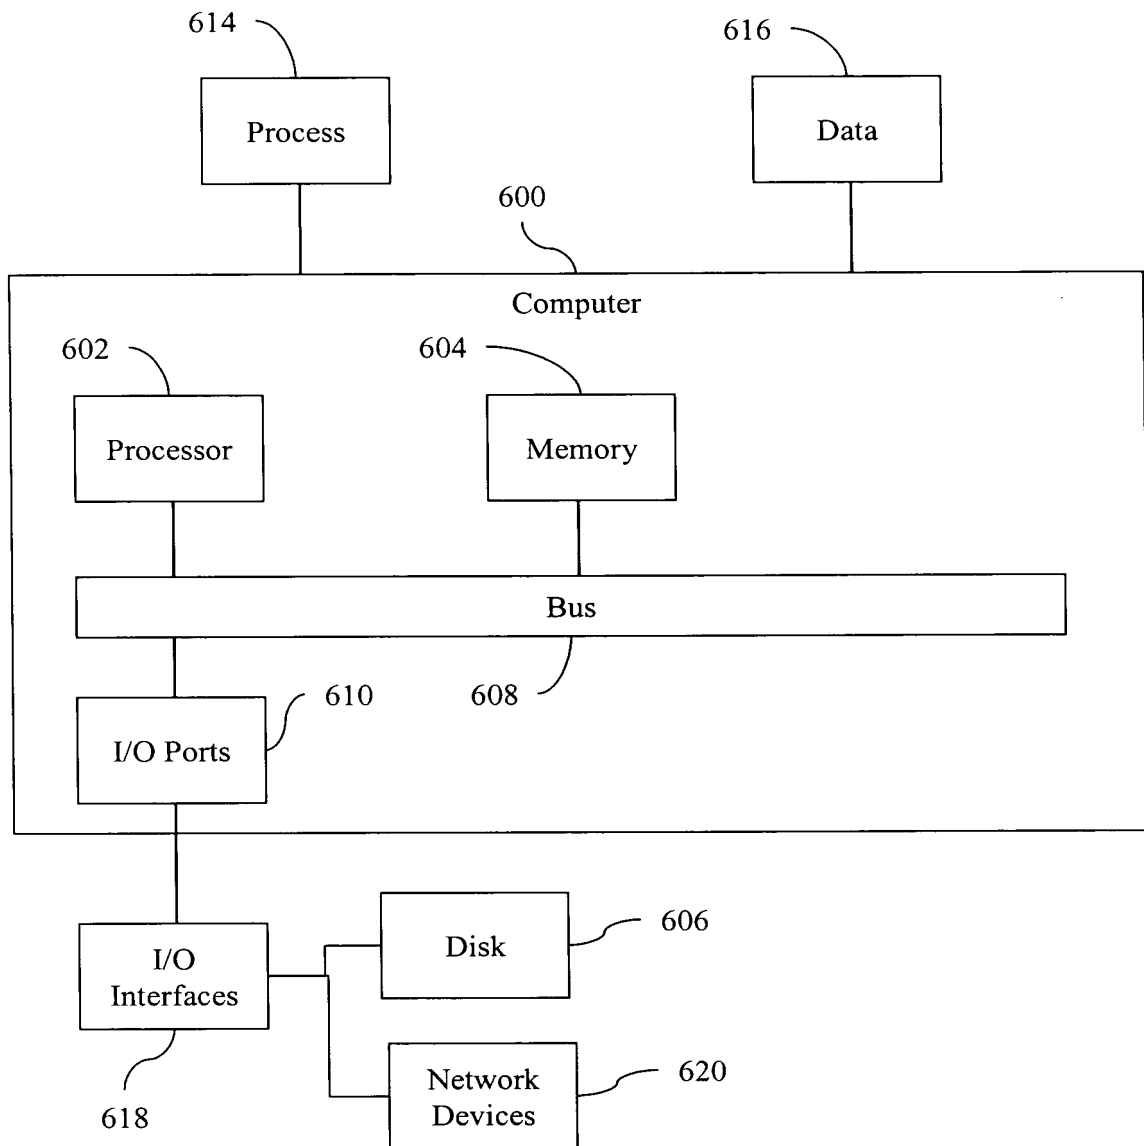 614
616
Process
Data
600
Computer
602
604
Processor
Memory
Bus
610
608
I/O Ports
606
Disk
I/O
Interfaces
620
Network
Devices
618